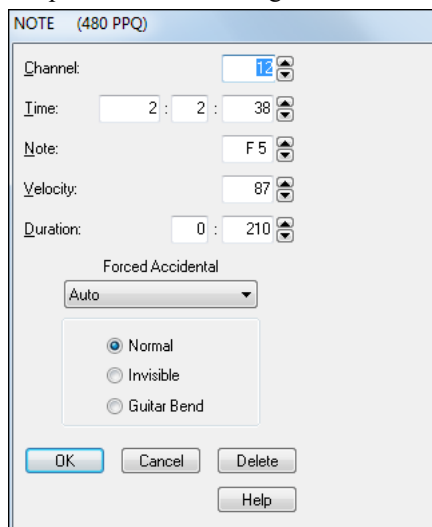 NOTE (480 PPQ)
Channel: 12
Time: 2 : 2 : 38
Note: F 5
Velocity: 87
Duration: 0 : 210
Forced Accidental
Auto
Normal
Invisible
Guitar Bend
OK Cancel Delete
Help